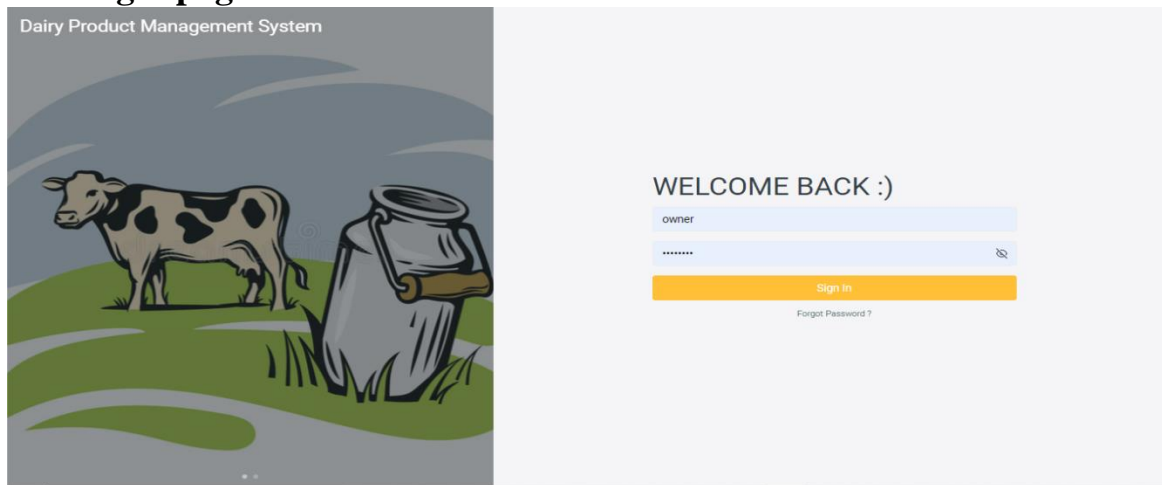 Dairy Product Management System
WELCOME BACK :)
owner
••••••••
Sign In
Forgot Password ?